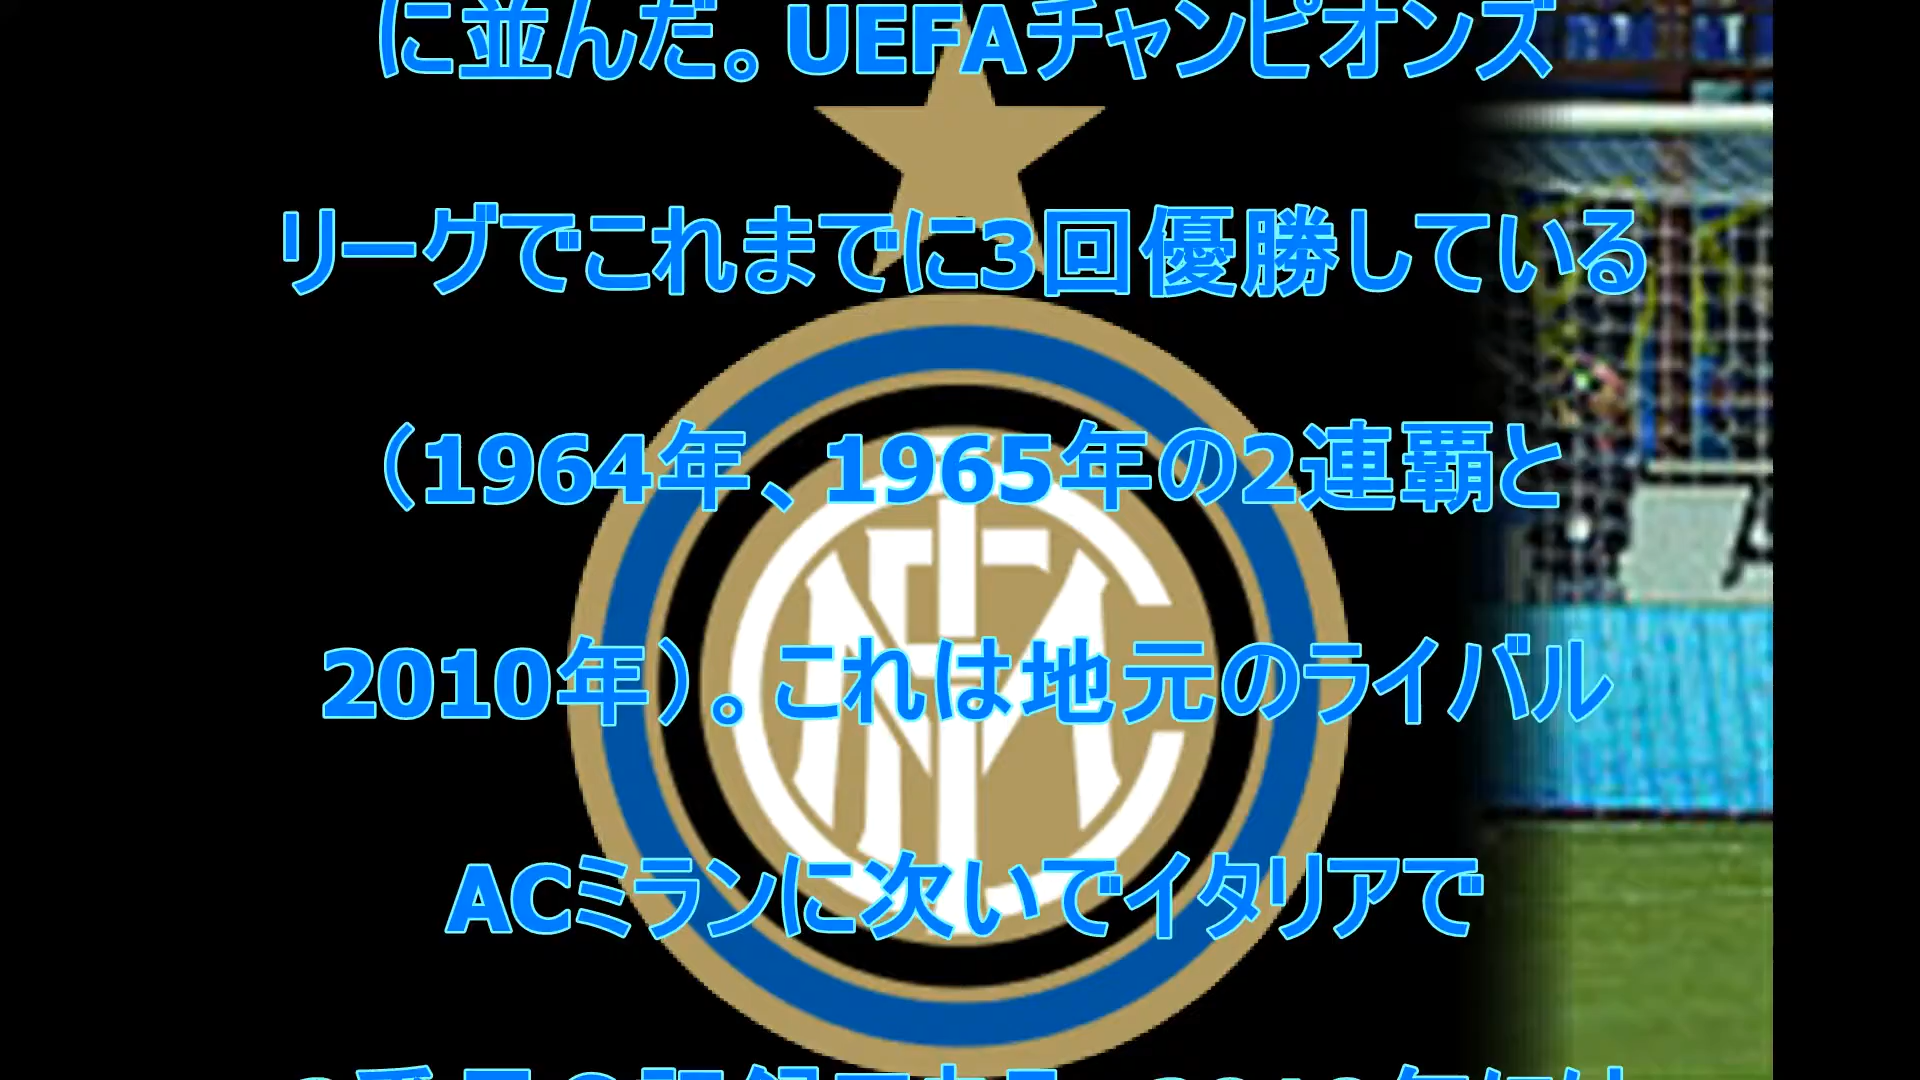 に並んだ。UEFAチャンピオンズ
リーグでこれまでに3回優勝している
（1964年、1965年の2連覇と
2010年）。これは地元のライバル
ACミランに次いでイタリアで